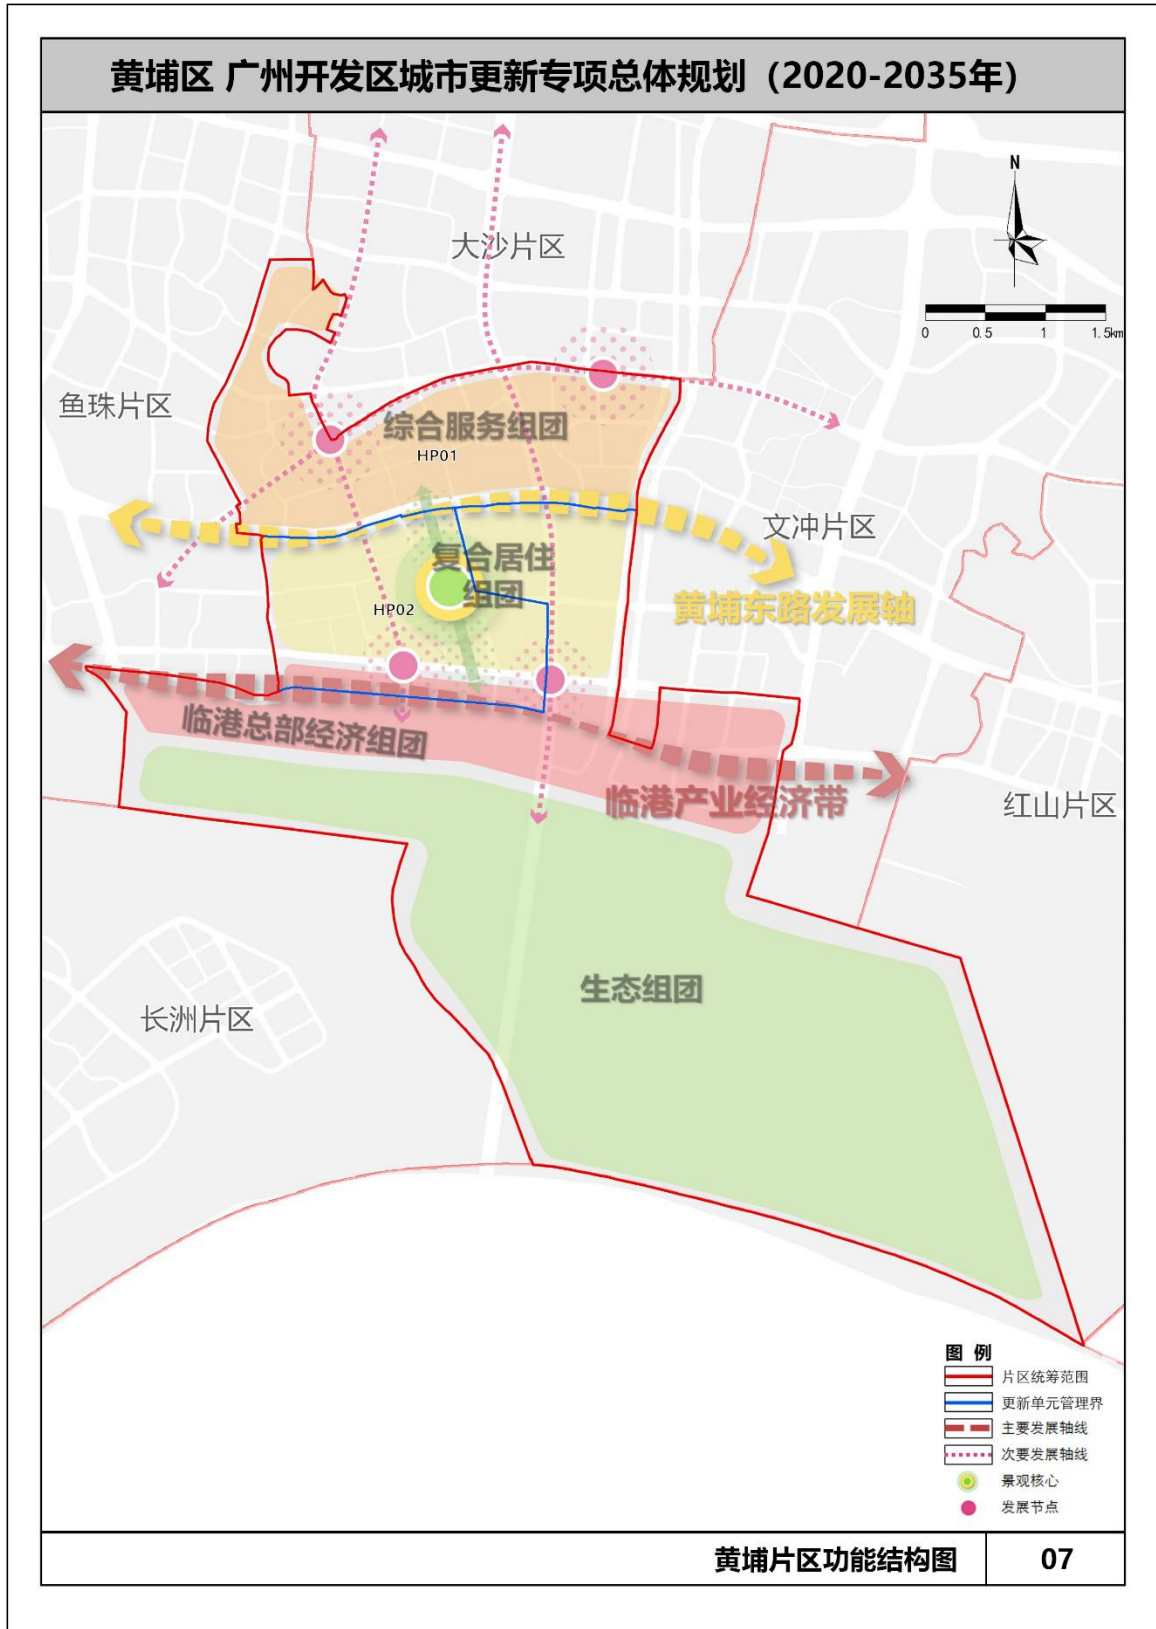 黄埔区 广州开发区城市更新专项总体规划（2020-2035年）
N
0 0.5 1 1.5km
大沙片区
鱼珠片区
综合服务组团
HP01
文冲片区
复合居住
组团
HP02
黄埔东路发展轴
临港总部经济组团
临港产业经济带
红山片区
生态组团
长洲片区
图 例
片区统筹范围
更新单元管理界
主要发展轴线
次要发展轴线
景观核心
发展节点
黄埔片区功能结构图 07